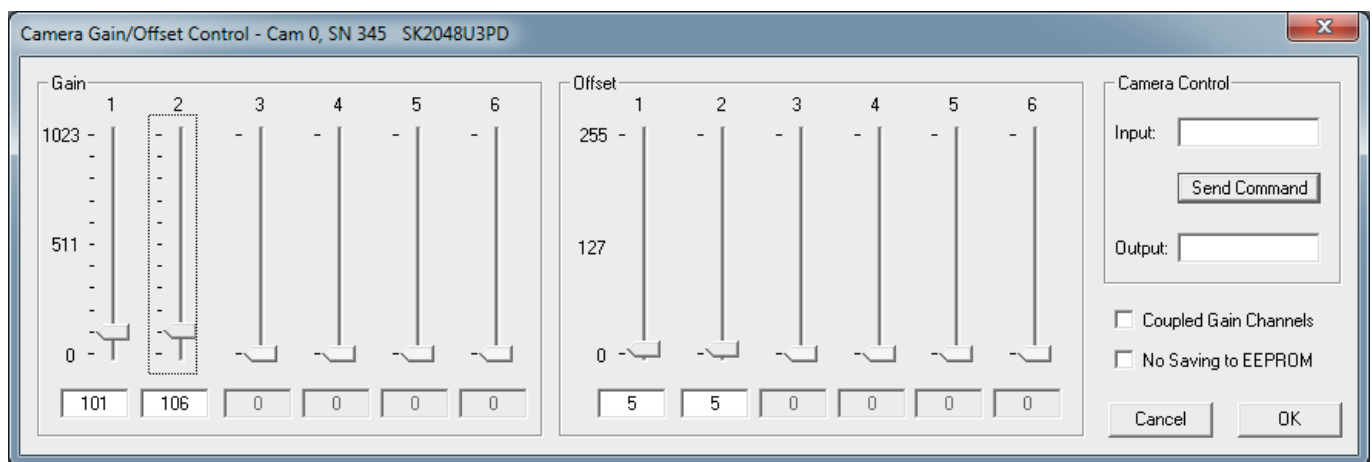 Camera Gain/Offset Control - Cam 0, SN 345   SK2048U3PD
Gain
1 2 3 4 5 6
1023
511
0
101 106 0 0 0 0
Offset
1 2 3 4 5 6
255
127
0
5 5 0 0 0 0
Camera Control
Input:
Send Command
Output:
Coupled Gain Channels
No Saving to EEPROM
Cancel OK